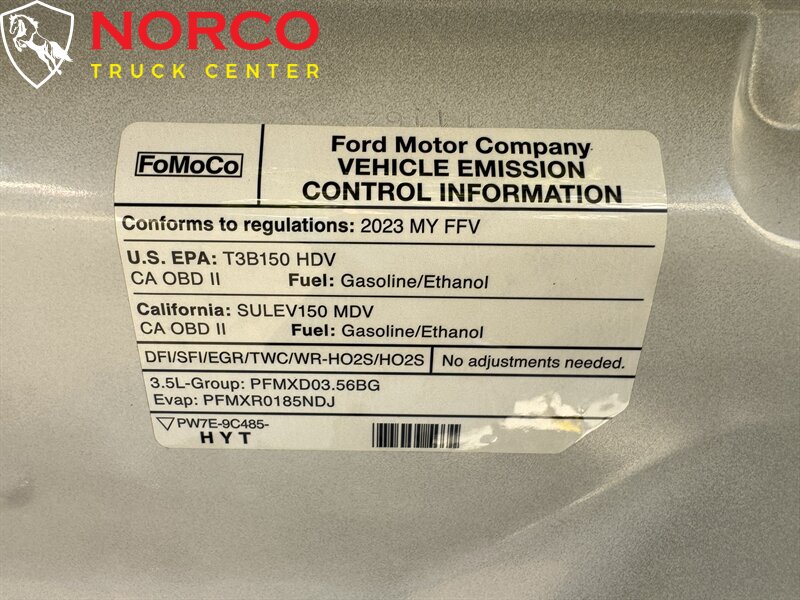 NORCO
TRUCK CENTER
FoMoCo
Ford Motor Company
VEHICLE EMISSION
CONTROL INFORMATION
Conforms to regulations: 2023 MY FFV
U.S. EPA: T3B150 HDV
CA OBD II Fuel: Gasoline/Ethanol
California: SULEV150 MDV
CA OBD II Fuel: Gasoline/Ethanol
DFI/SFI/EGR/TWC/WR-HO2S/HO2S No adjustments needed.
3.5L-Group: PFMXD03.56BG
Evap: PFMXR0185NDJ
PW7E-9C485-
HYT